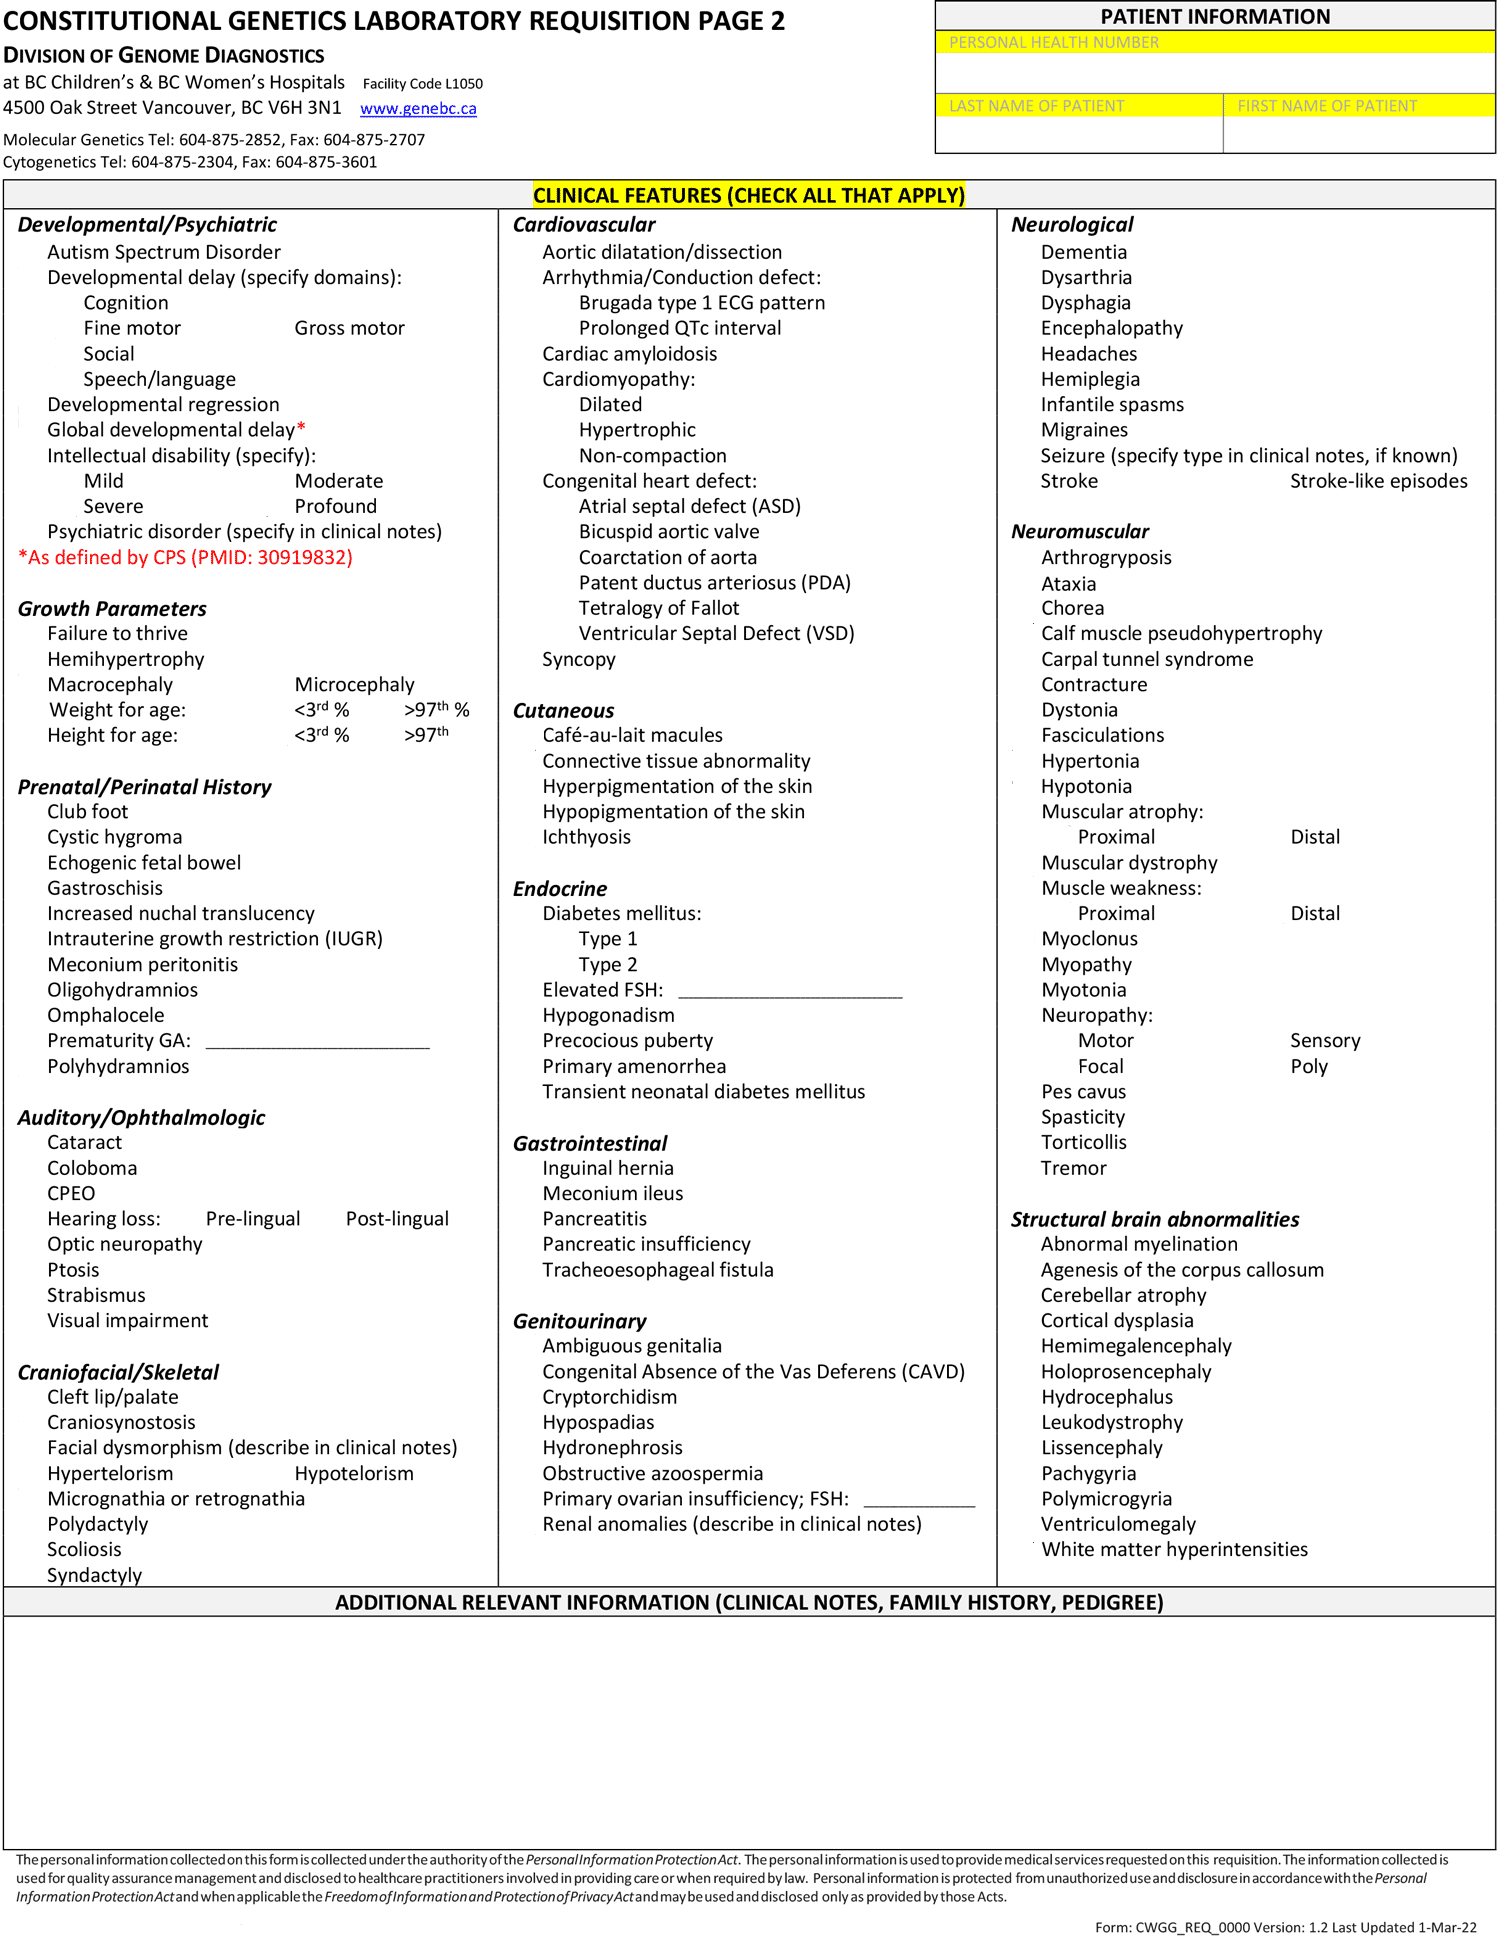 CONSTITUTIONAL GENETICS LABORATORY REQUISITION PAGE 2
DIVISION OF GENOME DIAGNOSTICS
at BC Children’s & BC Women’s Hospitals Facility Code L1050
4500 Oak Street Vancouver, BC V6H 3N1 www.genebc.ca
Molecular Genetics Tel: 604-875-2852, Fax: 604-875-2707
Cytogenetics Tel: 604-875-2304, Fax: 604-875-3601
PATIENT INFORMATION
PERSONAL HEALTH NUMBER
LAST NAME OF PATIENT FIRST NAME OF PATIENT
CLINICAL FEATURES (CHECK ALL THAT APPLY)
Developmental/Psychiatric
Autism Spectrum Disorder
Developmental delay (specify domains):
Cognition
Fine motor Gross motor
Social
Speech/language
Developmental regression
Global developmental delay*
Intellectual disability (specify):
Mild Moderate
Severe Profound
Psychiatric disorder (specify in clinical notes)
*As defined by CPS (PMID: 30919832)
Growth Parameters
Failure to thrive
Hemihypertrophy
Macrocephaly Microcephaly
Weight for age: <3rd % >97th %
Height for age: <3rd % >97th
Prenatal/Perinatal History
Club foot
Cystic hygroma
Echogenic fetal bowel
Gastroschisis
Increased nuchal translucency
Intrauterine growth restriction (IUGR)
Meconium peritonitis
Oligohydramnios
Omphalocele
Prematurity GA: ____________________
Polyhydramnios
Auditory/Ophthalmologic
Cataract
Coloboma
CPEO
Hearing loss: Pre-lingual Post-lingual
Optic neuropathy
Ptosis
Strabismus
Visual impairment
Craniofacial/Skeletal
Cleft lip/palate
Craniosynostosis
Facial dysmorphism (describe in clinical notes)
Hypertelorism Hypotelorism
Micrognathia or retrognathia
Polydactyly
Scoliosis
Syndactyly
Cardiovascular
Aortic dilatation/dissection
Arrhythmia/Conduction defect:
Brugada type 1 ECG pattern
Prolonged QTc interval
Cardiac amyloidosis
Cardiomyopathy:
Dilated
Hypertrophic
Non-compaction
Congenital heart defect:
Atrial septal defect (ASD)
Bicuspid aortic valve
Coarctation of aorta
Patent ductus arteriosus (PDA)
Tetralogy of Fallot
Ventricular Septal Defect (VSD)
Syncopy
Cutaneous
Café-au-lait macules
Connective tissue abnormality
Hyperpigmentation of the skin
Hypopigmentation of the skin
Ichthyosis
Endocrine
Diabetes mellitus:
Type 1
Type 2
Elevated FSH: ____________________
Hypogonadism
Precocious puberty
Primary amenorrhea
Transient neonatal diabetes mellitus
Gastrointestinal
Inguinal hernia
Meconium ileus
Pancreatitis
Pancreatic insufficiency
Tracheoesophageal fistula
Genitourinary
Ambiguous genitalia
Congenital Absence of the Vas Deferens (CAVD)
Cryptorchidism
Hypospadias
Hydronephrosis
Obstructive azoospermia
Primary ovarian insufficiency; FSH: __________
Renal anomalies (describe in clinical notes)
Neurological
Dementia
Dysarthria
Dysphagia
Encephalopathy
Headaches
Hemiplegia
Infantile spasms
Migraines
Seizure (specify type in clinical notes, if known)
Stroke Stroke-like episodes
Neuromuscular
Arthrogryposis
Ataxia
Chorea
Calf muscle pseudohypertrophy
Carpal tunnel syndrome
Contracture
Dystonia
Fasciculations
Hypertonia
Hypotonia
Muscular atrophy:
Proximal Distal
Muscular dystrophy
Muscle weakness:
Proximal Distal
Myoclonus
Myopathy
Myotonia
Neuropathy:
Motor Sensory
Focal Poly
Pes cavus
Spasticity
Torticollis
Tremor
Structural brain abnormalities
Abnormal myelination
Agenesis of the corpus callosum
Cerebellar atrophy
Cortical dysplasia
Hemimegalencephaly
Holoprosencephaly
Hydrocephalus
Leukodystrophy
Lissencephaly
Pachygyria
Polymicrogyria
Ventriculomegaly
White matter hyperintensities
ADDITIONAL RELEVANT INFORMATION (CLINICAL NOTES, FAMILY HISTORY, PEDIGREE)
The personal information collected on this form is collected under the authority of the Personal Information Protection Act. The personal information is used to provide medical services requested on this requisition. The information collected is
used for quality assurance management and disclosed to healthcare practitioners involved in providing care or when required by law. Personal information is protected from unauthorized use and disclosure in accordance with the Personal
Information Protection Act and when applicable the Freedom of Information and Protection of Privacy Act and may be used and disclosed only as provided by those Acts.
Form: CWGG_REQ_0000 Version: 1.2 Last Updated 1-Mar-22